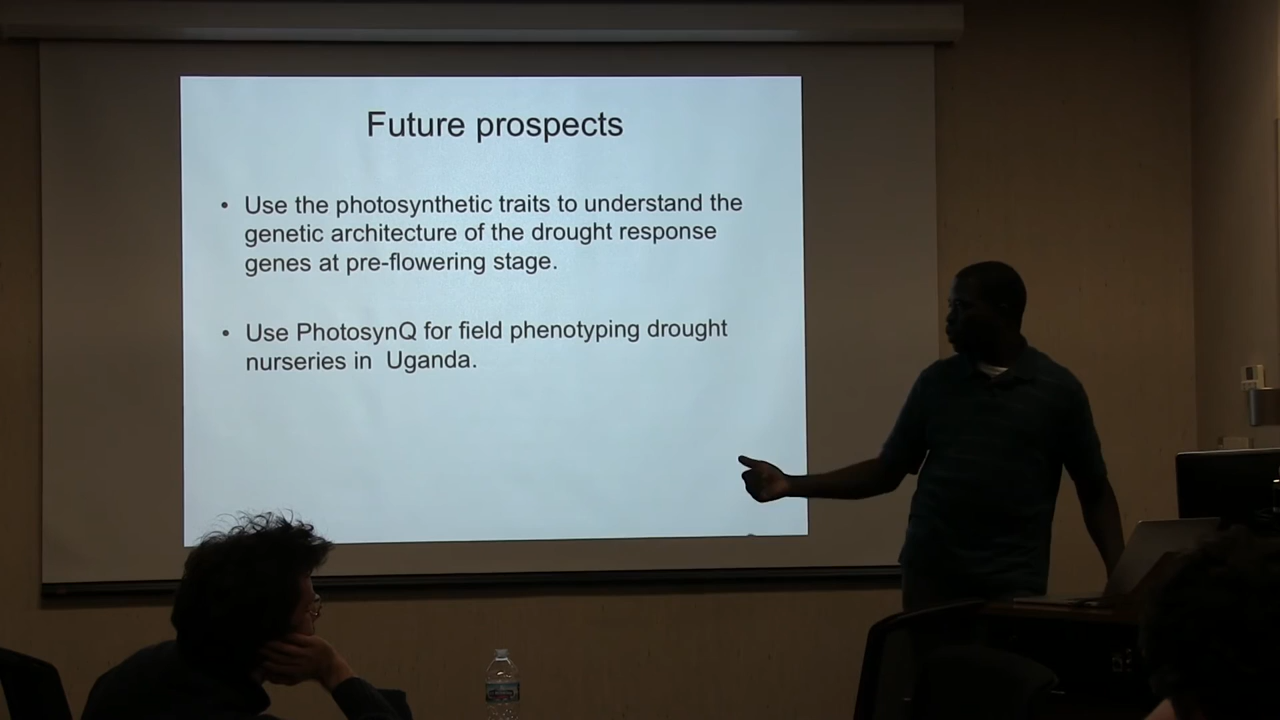 Future prospects
• Use the photosynthetic traits to understand the
genetic architecture of the drought response
genes at pre-flowering stage.
• Use PhotosynQ for field phenotyping drought
nurseries in  Uganda.